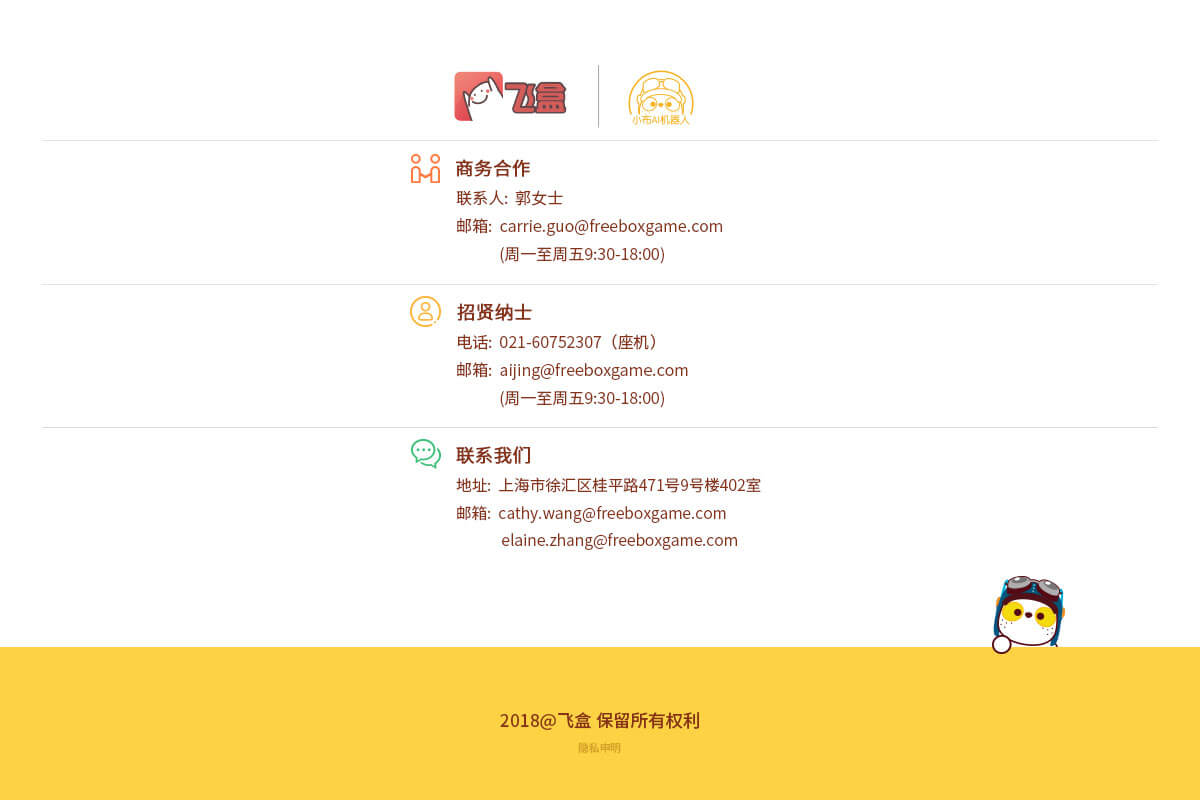 飞盒
小布AI机器人
商务合作
联系人: 郭女士
邮箱: carrie.guo@freeboxgame.com
(周一至周五9:30-18:00)
招贤纳士
电话: 021-60752307（座机）
邮箱: aijing@freeboxgame.com
(周一至周五9:30-18:00)
联系我们
地址: 上海市徐汇区桂平路471号9号楼402室
邮箱: cathy.wang@freeboxgame.com
elaine.zhang@freeboxgame.com
2018@飞盒 保留所有权利
隐私申明